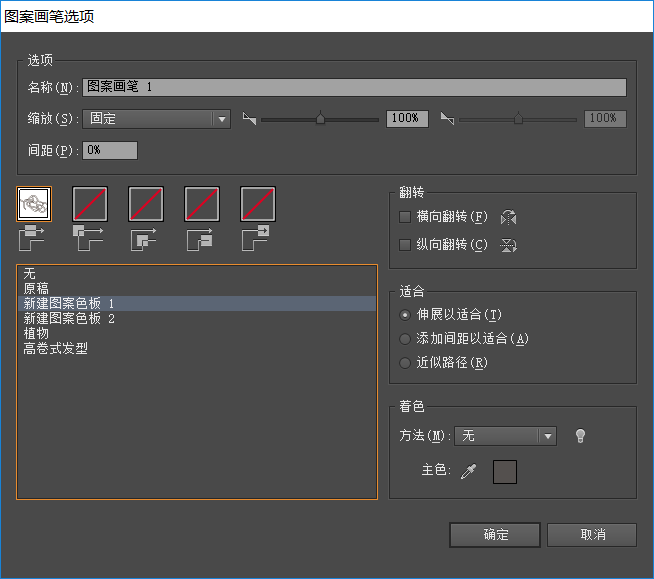 图案画笔选项
选项
名称(N): 图案画笔 1
缩放(S): 固定 100% 100%
间距(P): 0%
翻转
横向翻转(F)
纵向翻转(C)
无
原稿
新建图案色板 1
新建图案色板 2
植物
高卷式发型
适合
伸展以适合(T)
添加间距以适合(A)
近似路径(R)
着色
方法(M): 无
主色:
确定 取消